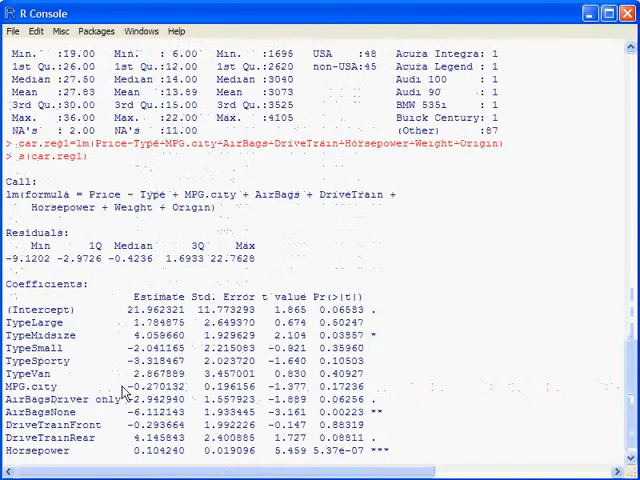 R Console
File Edit Misc Packages Windows Help
Min. :19.00 Min. : 6.00 Min. :1695 USA :48 Acura Integra: 1
1st Qu.:26.00 1st Qu.:12.00 1st Qu.:2620 non-USA:45 Acura Legend : 1
Median :27.50 Median :14.00 Median :3040 Audi 100 : 1
Mean :27.83 Mean :13.89 Mean :3073 Audi 90 : 1
3rd Qu.:30.00 3rd Qu.:15.00 3rd Qu.:3525 BMW 535i : 1
Max. :36.00 Max. :22.00 Max. :4105 Buick Century: 1
NA's : 2.00 NA's :11.00 (Other) :87
> car.reg1=lm(Price~Type+MPG.city+AirBags+DriveTrain+Horsepower+Weight+Origin)
> s(car.reg1)
Call:
lm(formula = Price ~ Type + MPG.city + AirBags + DriveTrain +
Horsepower + Weight + Origin)
Residuals:
Min 1Q Median 3Q Max
-9.1202 -2.9726 -0.4236 1.6933 22.7628
Coefficients:
Estimate Std. Error t value Pr(>|t|)
(Intercept) 21.962321 11.773293 1.865 0.06583 .
TypeLarge 1.784875 2.649370 0.674 0.50247
TypeMidsize 4.059660 1.929629 2.104 0.03857 *
TypeSmall -2.041165 2.215083 -0.921 0.35960
TypeSporty -3.318467 2.023720 -1.640 0.10503
TypeVan 2.867889 3.457001 0.830 0.40927
MPG.city -0.270132 0.196156 -1.377 0.17236
AirBagsDriver only -2.942940 1.557923 -1.889 0.06256 .
AirBagsNone -6.112143 1.933445 -3.161 0.00223 **
DriveTrainFront -0.293664 1.992226 -0.147 0.88319
DriveTrainRear 4.145843 2.400885 1.727 0.08811 .
Horsepower 0.104240 0.019096 5.459 5.37e-07 ***